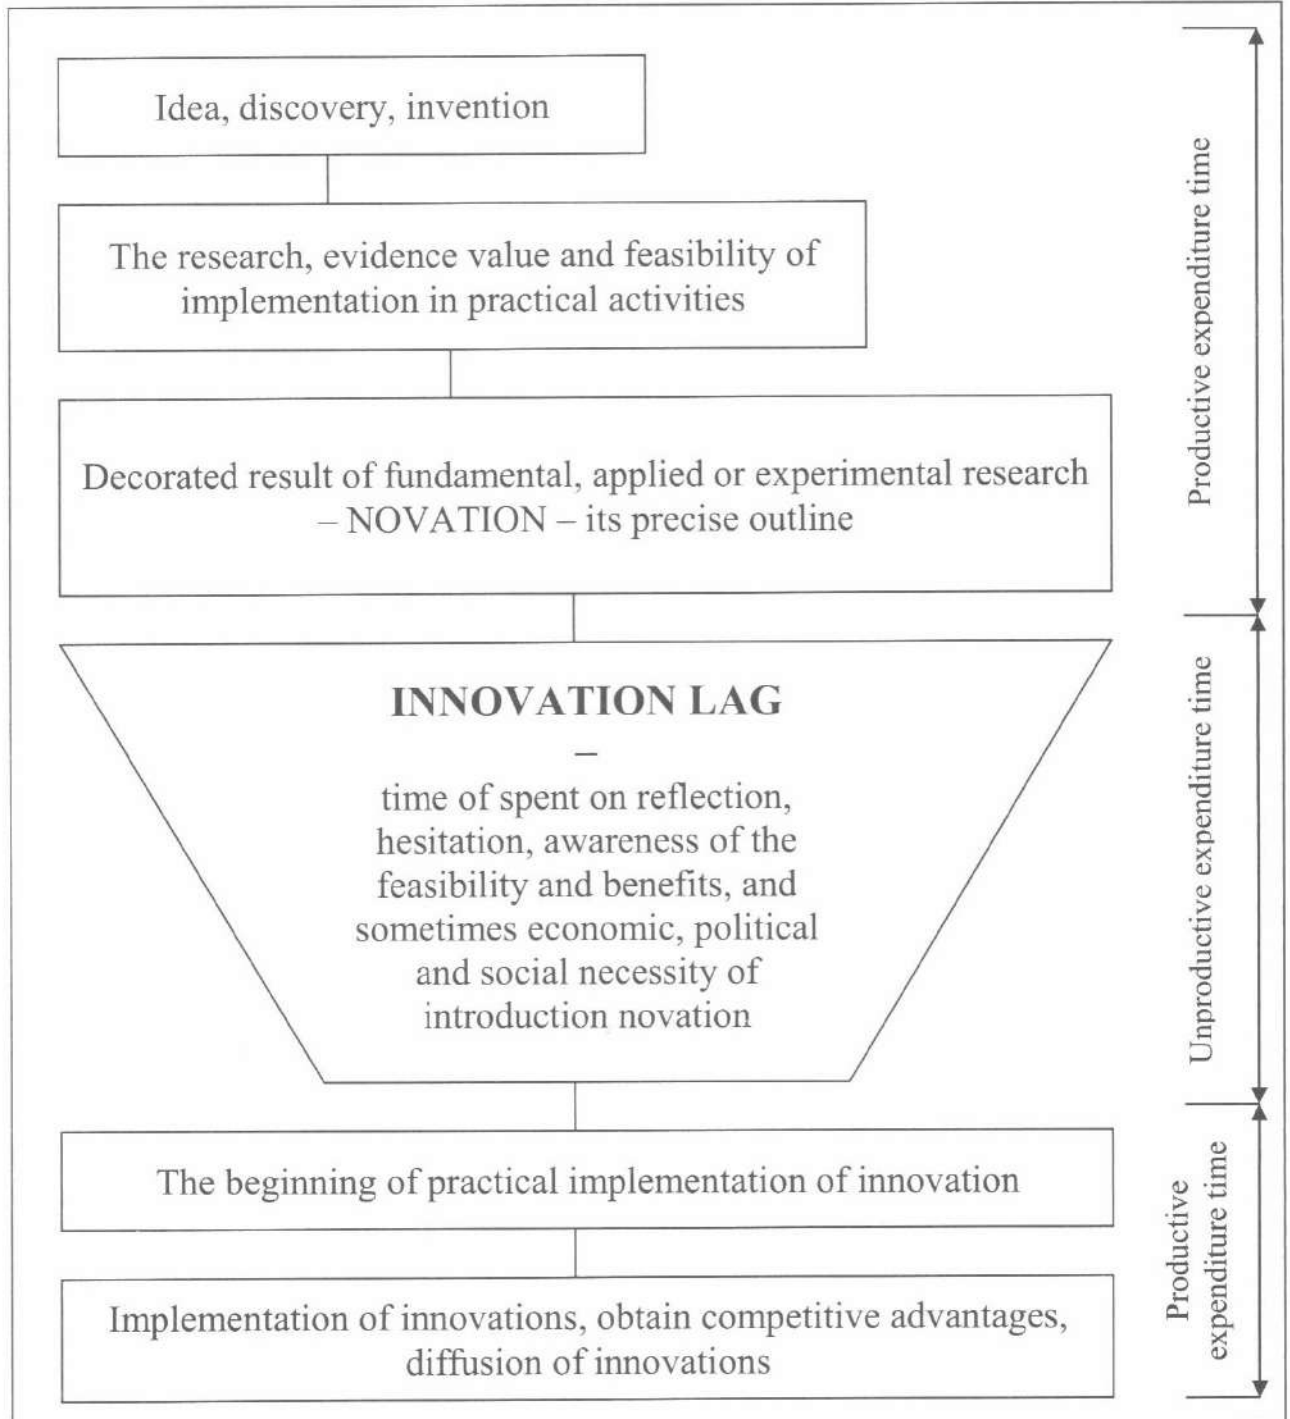 Idea, discovery, invention
The research, evidence value and feasibility of
implementation in practical activities
Decorated result of fundamental, applied or experimental research
– NOVATION – its precise outline
INNOVATION LAG
–
time of spent on reflection,
hesitation, awareness of the
feasibility and benefits, and
sometimes economic, political
and social necessity of
introduction novation
The beginning of practical implementation of innovation
Implementation of innovations, obtain competitive advantages,
diffusion of innovations
Productive expenditure time
Unproductive expenditure time
Productive
expenditure time